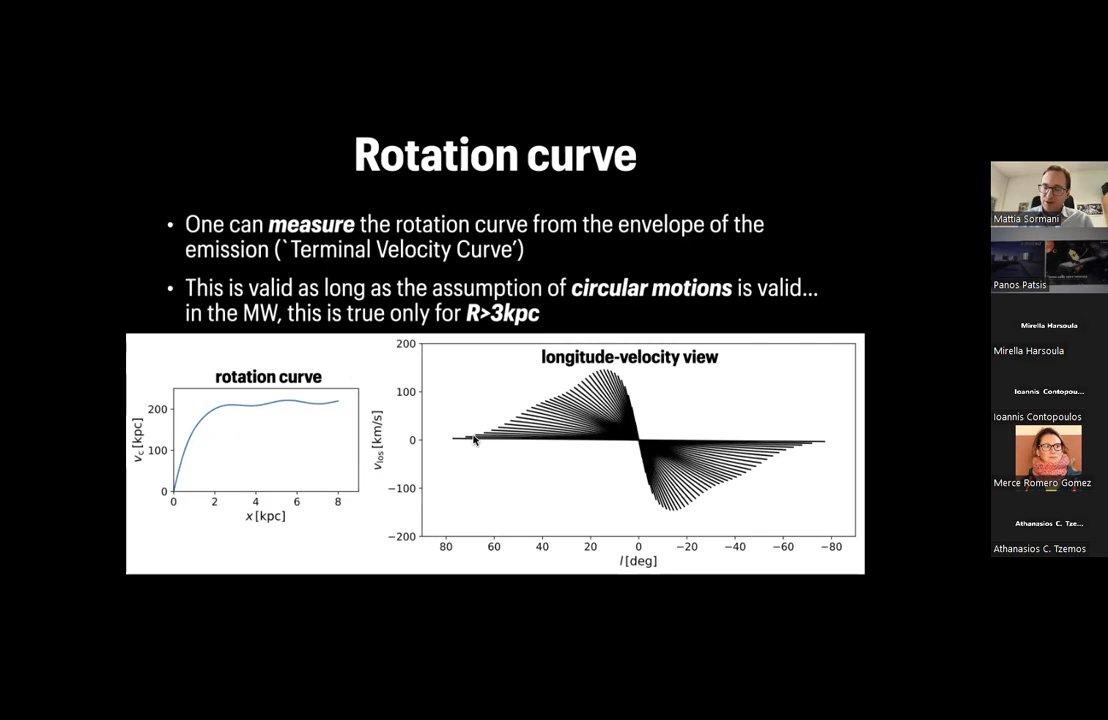 Rotation curve
• One can measure the rotation curve from the envelope of the
emission (`Terminal Velocity Curve')
• This is valid as long as the assumption of circular motions is valid...
in the MW, this is true only for R>3kpc
rotation curve
200
100
0
v_c [kpc]
0 2 4 6 8
x [kpc]
longitude-velocity view
200
100
0
−100
−200
v_los [km/s]
80 60 40 20 0 −20 −40 −60 −80
l [deg]
Mattia Sormani
Panos Patsis
Mirella Harsoula
Mirella Harsoula
Ioannis Contopou...
Ioannis Contopoulos
Merce Romero Gomez
Athanasios C. Tze...
Athanasios C. Tzemos